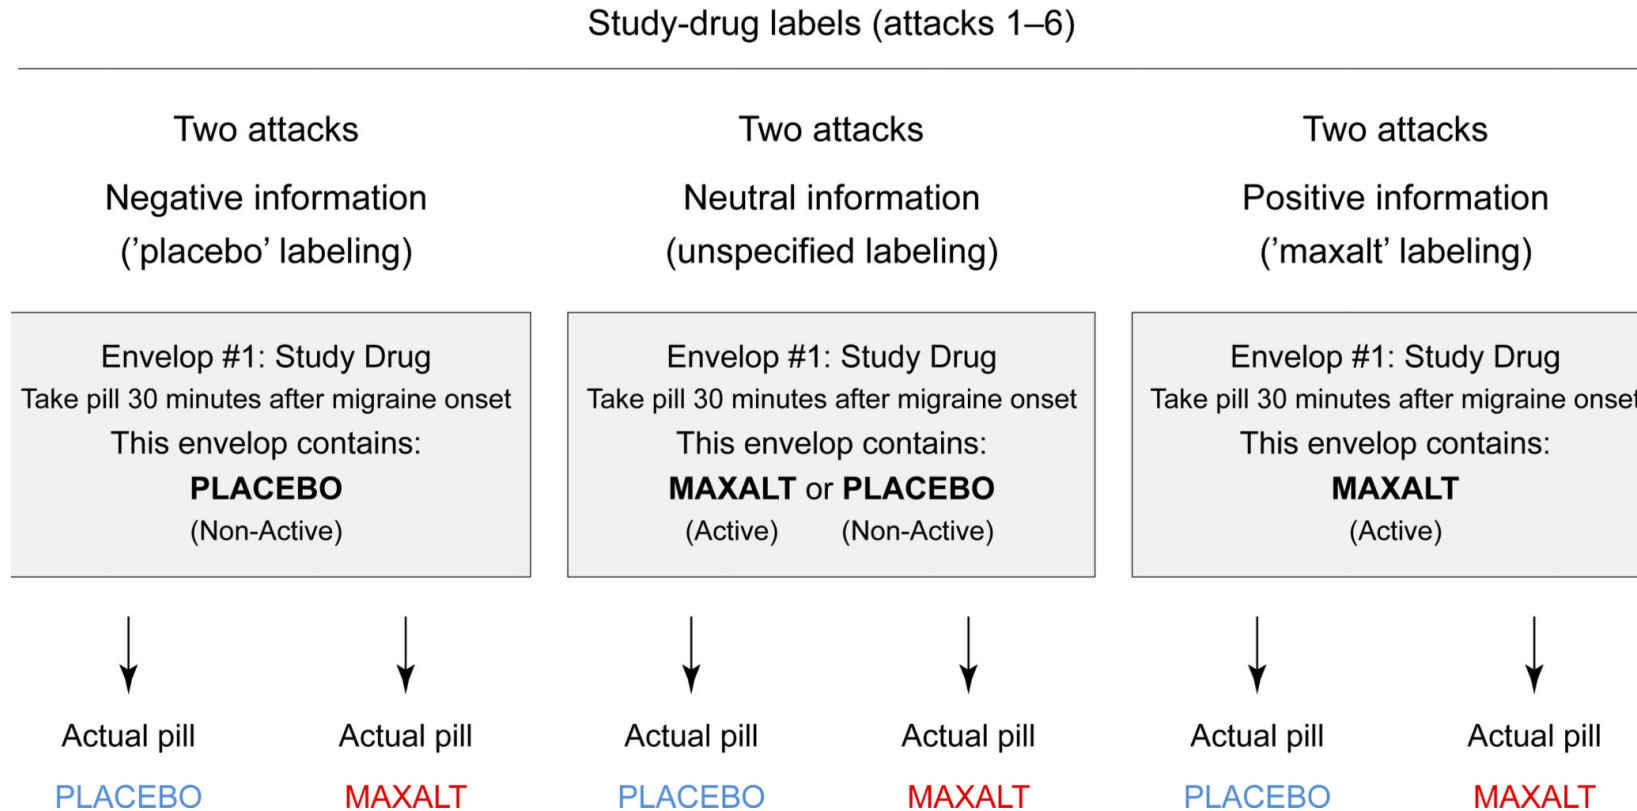 Study-drug labels (attacks 1–6)
Two attacks
Negative information
(’placebo’ labeling)
Envelop #1: Study Drug
Take pill 30 minutes after migraine onset
This envelop contains:
PLACEBO
(Non-Active)
Actual pill
PLACEBO
Actual pill
MAXALT
Two attacks
Neutral information
(unspecified labeling)
Envelop #1: Study Drug
Take pill 30 minutes after migraine onset
This envelop contains:
MAXALT or PLACEBO
(Active) (Non-Active)
Actual pill
PLACEBO
Actual pill
MAXALT
Two attacks
Positive information
(’maxalt’ labeling)
Envelop #1: Study Drug
Take pill 30 minutes after migraine onset
This envelop contains:
MAXALT
(Active)
Actual pill
PLACEBO
Actual pill
MAXALT